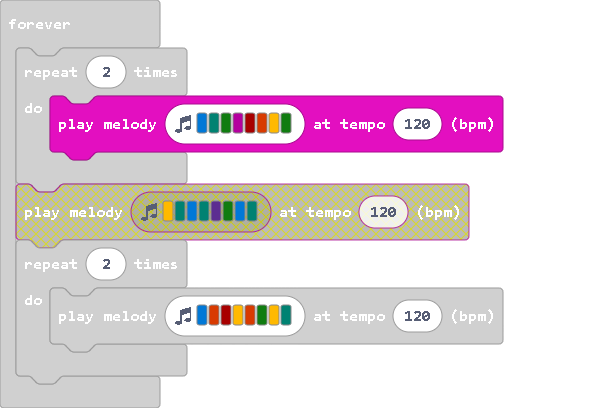 forever
repeat 2 times
do
play melody at tempo 120 (bpm)
play melody at tempo 120 (bpm)
repeat 2 times
do
play melody at tempo 120 (bpm)